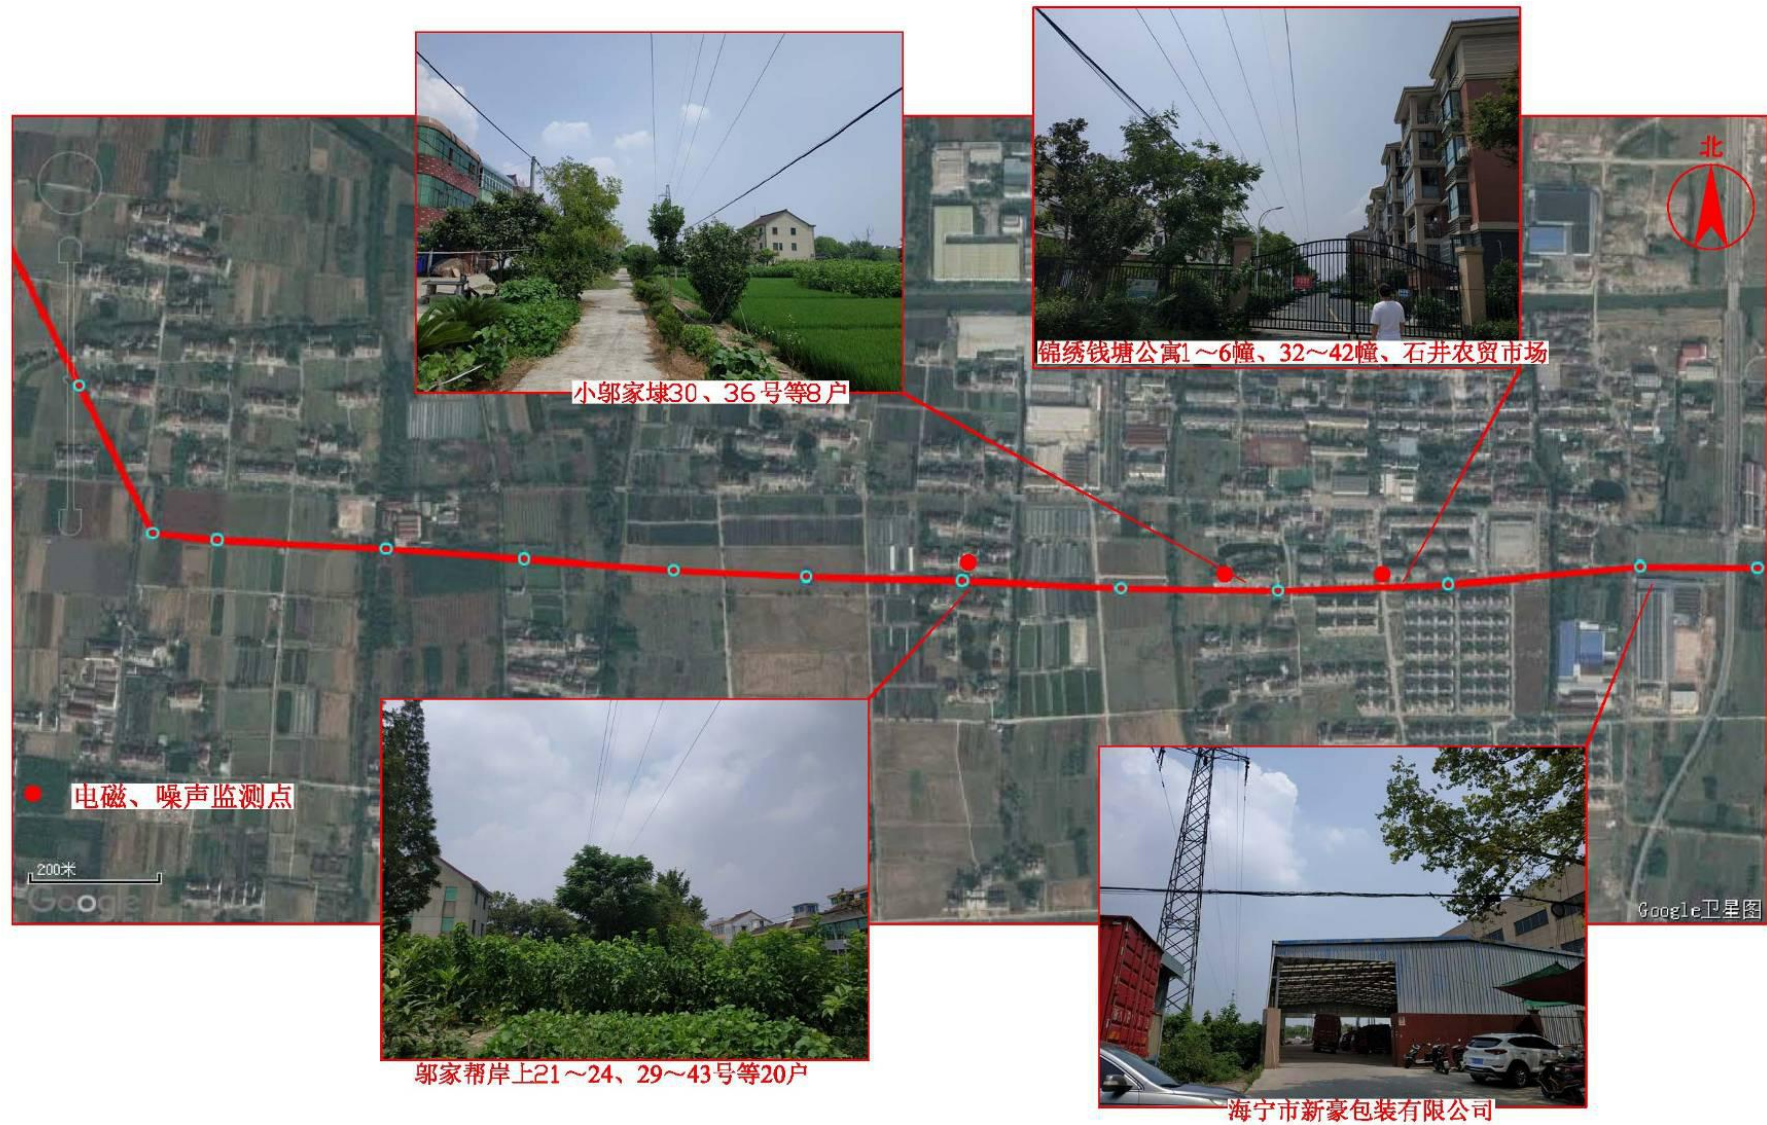 北
锦绣钱塘公寓1～6幢、32～42幢、石井农贸市场
小邬家埭30、36号等8户
电磁、噪声监测点
200米
Google
Google卫星图
邬家帮岸上21～24、29～43号等20户
海宁市新豪包装有限公司